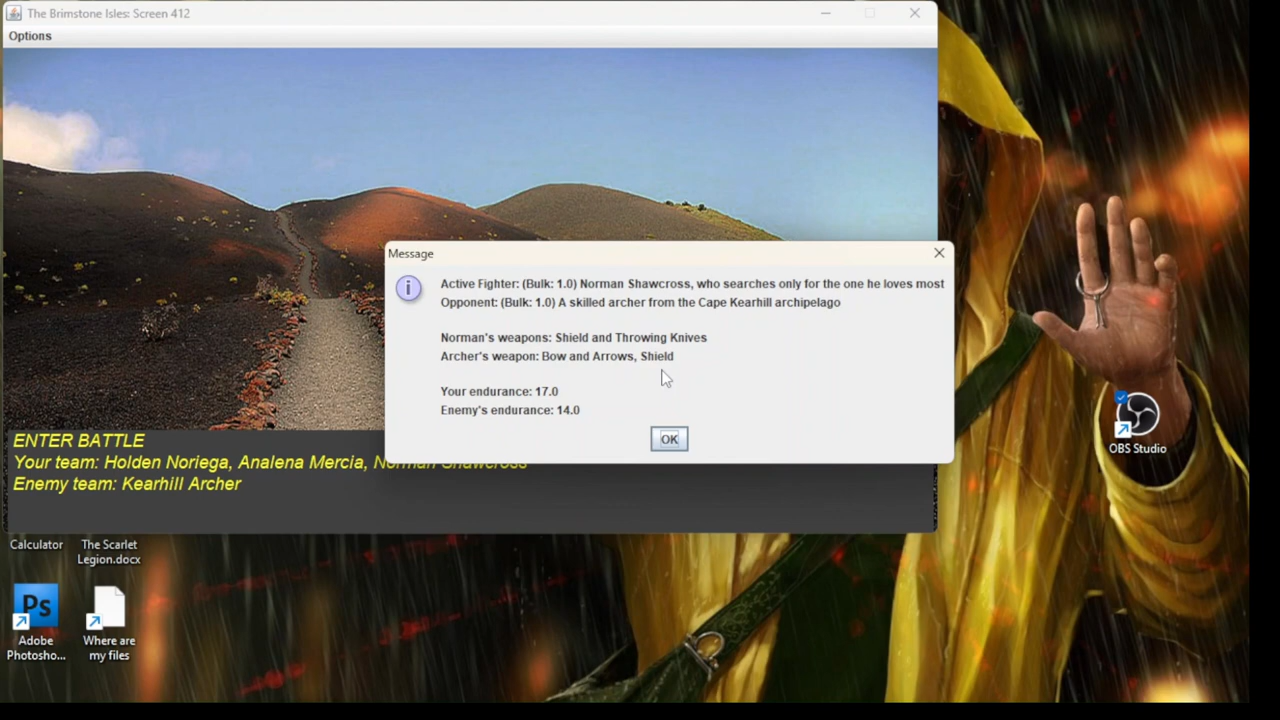 The Brimstone Isles: Screen 412
Options
Message
Active Fighter: (Bulk: 1.0) Norman Shawcross, who searches only for the one he loves most
Opponent: (Bulk: 1.0) A skilled archer from the Cape Kearhill archipelago
Norman's weapons: Shield and Throwing Knives
Archer's weapon: Bow and Arrows, Shield
Your endurance: 17.0
Enemy's endurance: 14.0
OK
ENTER BATTLE
Your team: Holden Noriega, Analena Mercia, Norman Shawcross
Enemy team: Kearhill Archer
OBS Studio
Calculator
The Scarlet
Legion.docx
Ps
Adobe
Photosho...
Where are
my files